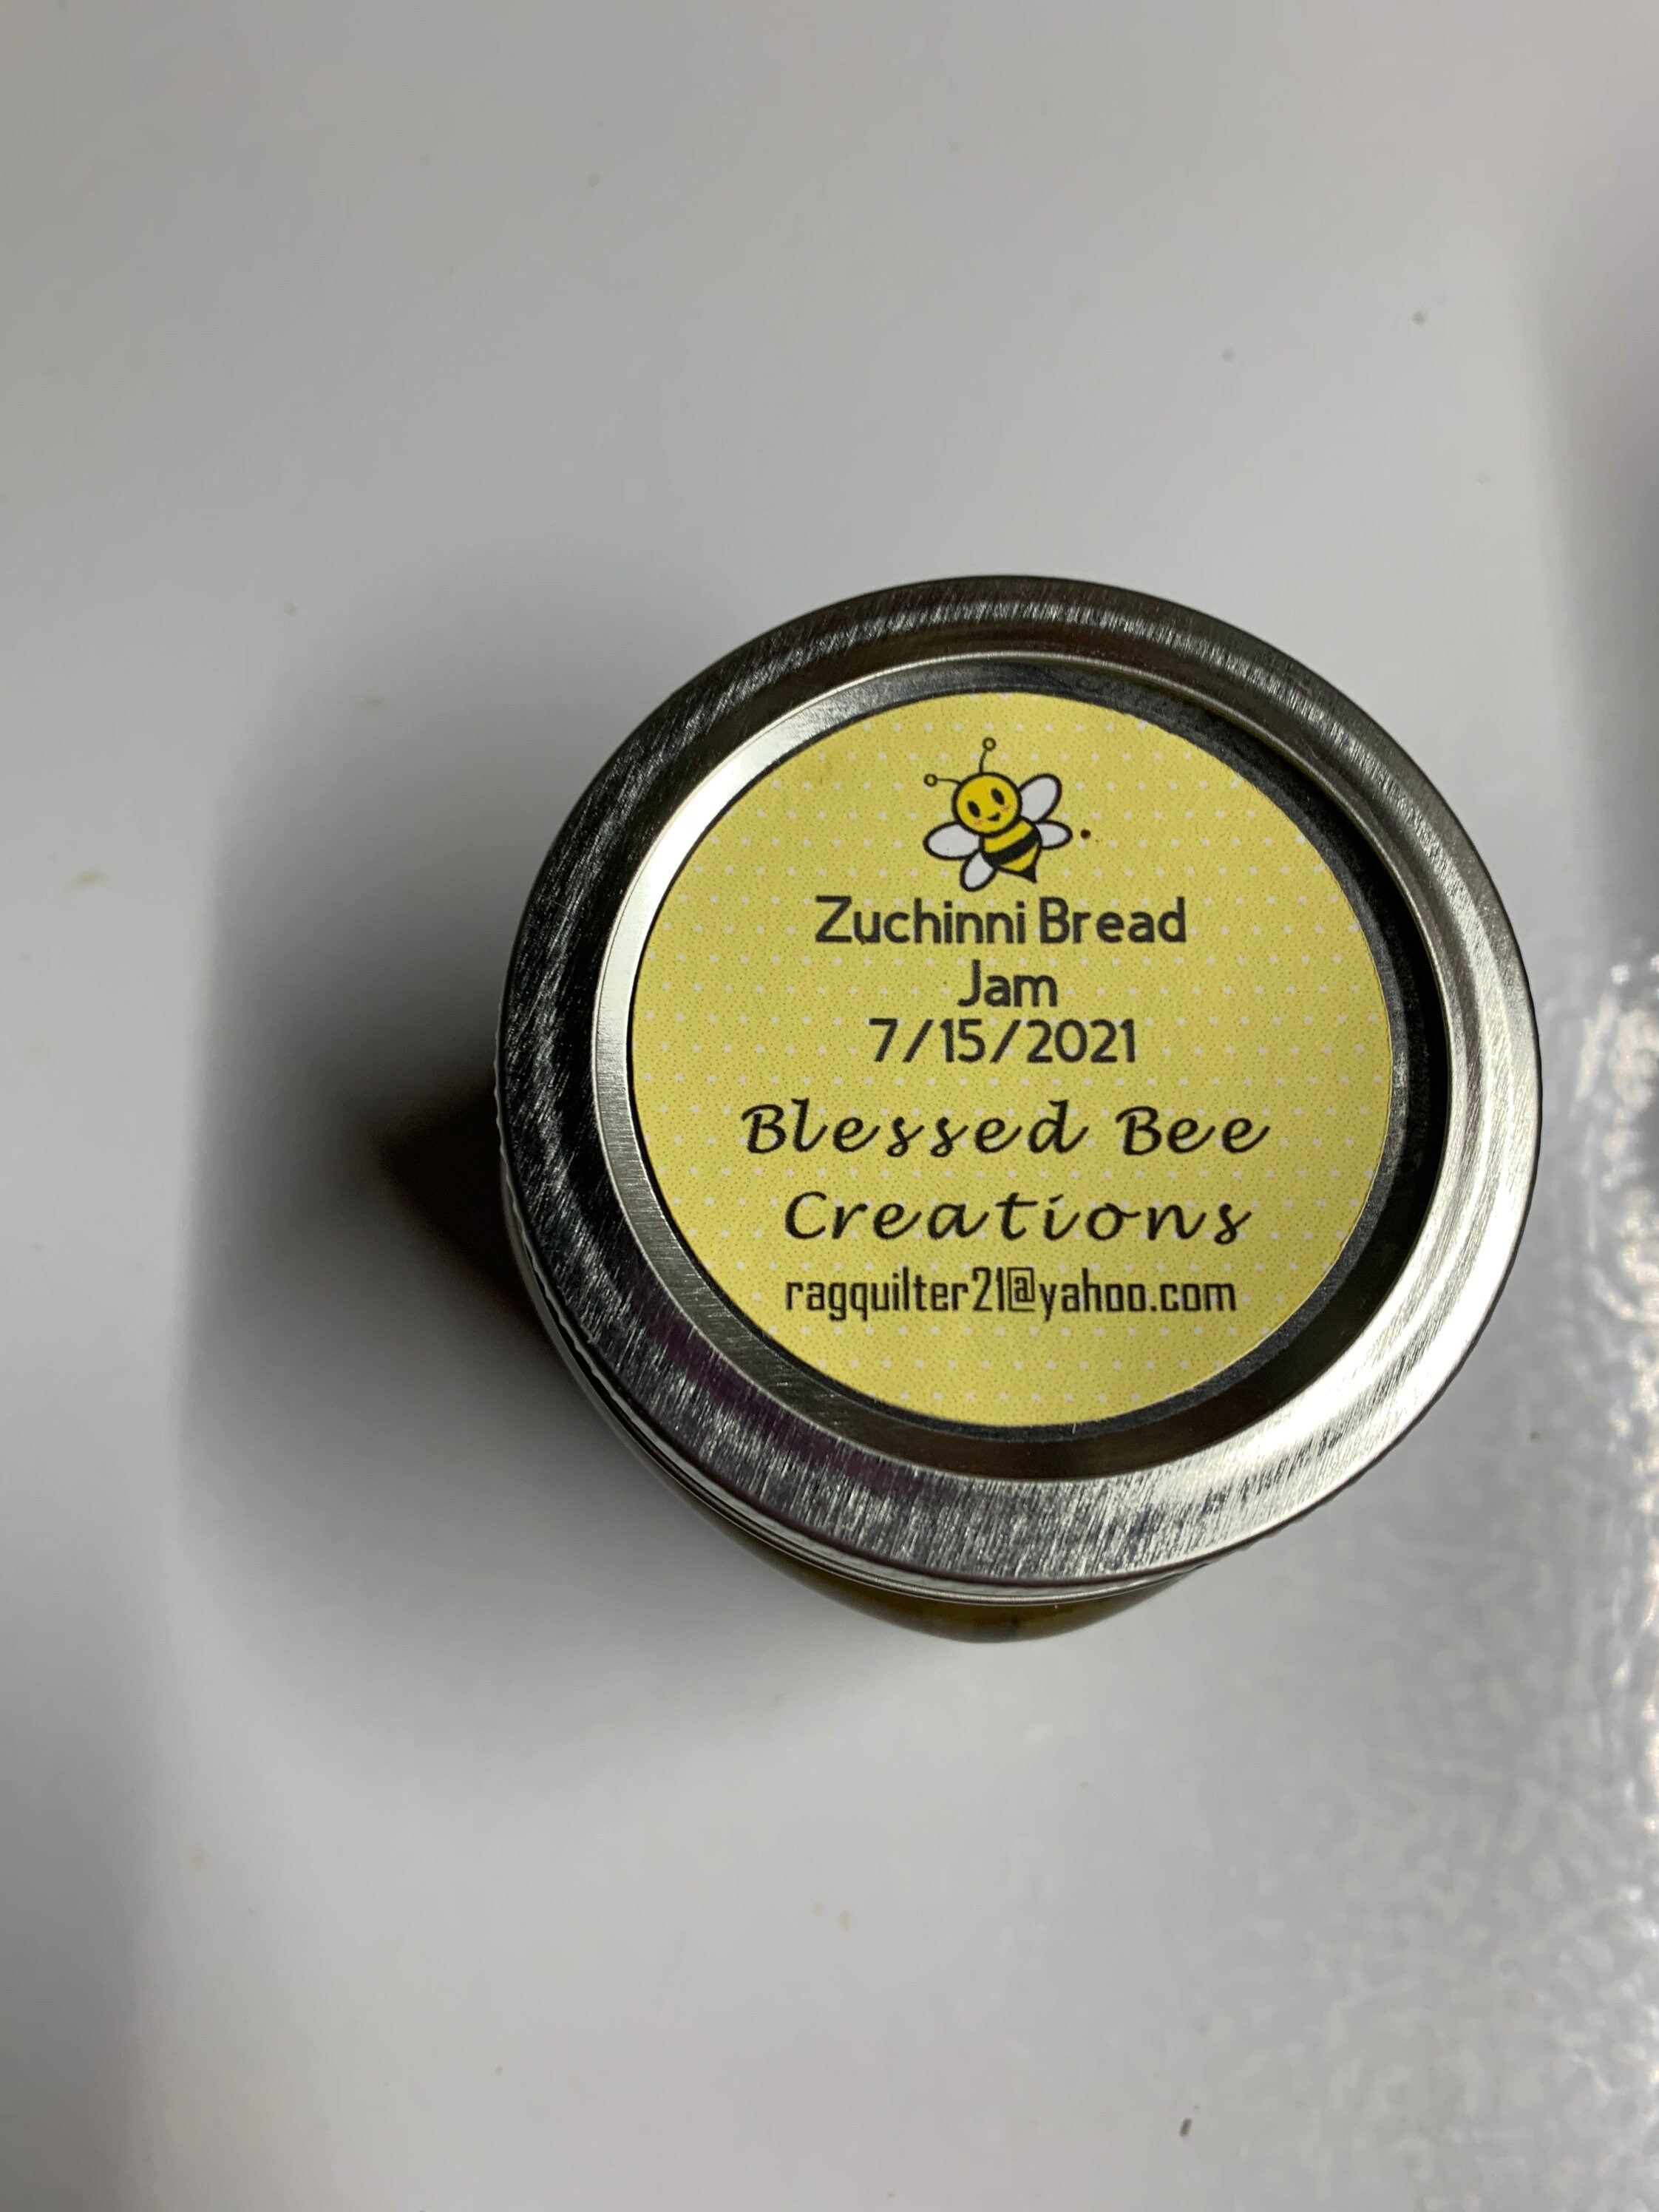 Zuchinni Bread
Jam
7/15/2021
Blessed Bee
Creations
ragquilter21@yahoo.com